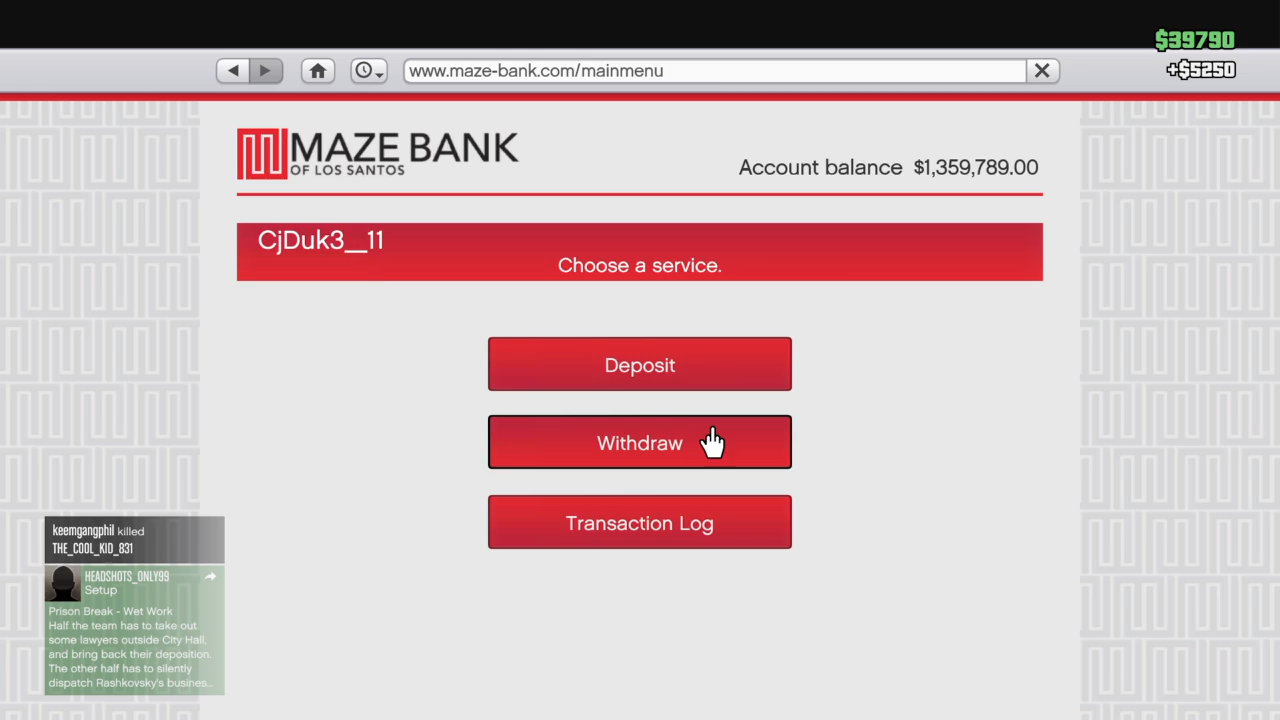 $39790
+$5250
www.maze-bank.com/mainmenu
MAZE BANK
OF LOS SANTOS
Account balance $1,359,789.00
CjDuk3__11
Choose a service.
Deposit
Withdraw
Transaction Log
keemgangphil killed
THE_COOL_KID_831
HEADSHOTS_ONLY99
Setup
Prison Break - Wet Work
Half the team has to take out
some lawyers outside City Hall,
and bring back their deposition.
The other half has to silently
dispatch Rashkovsky's busines...